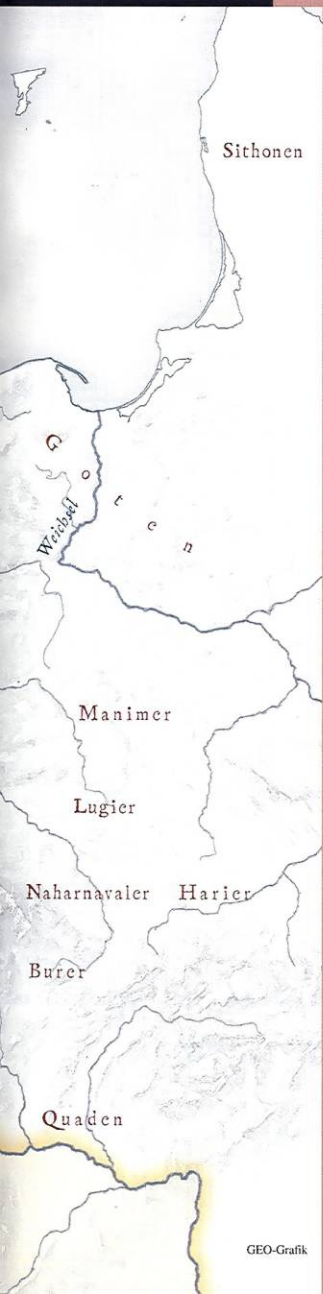 Sithonen
Goten
Weichsel
Manimer
Lugier
Naharnavaler Harier
Burer
Quaden
GEO-Grafik